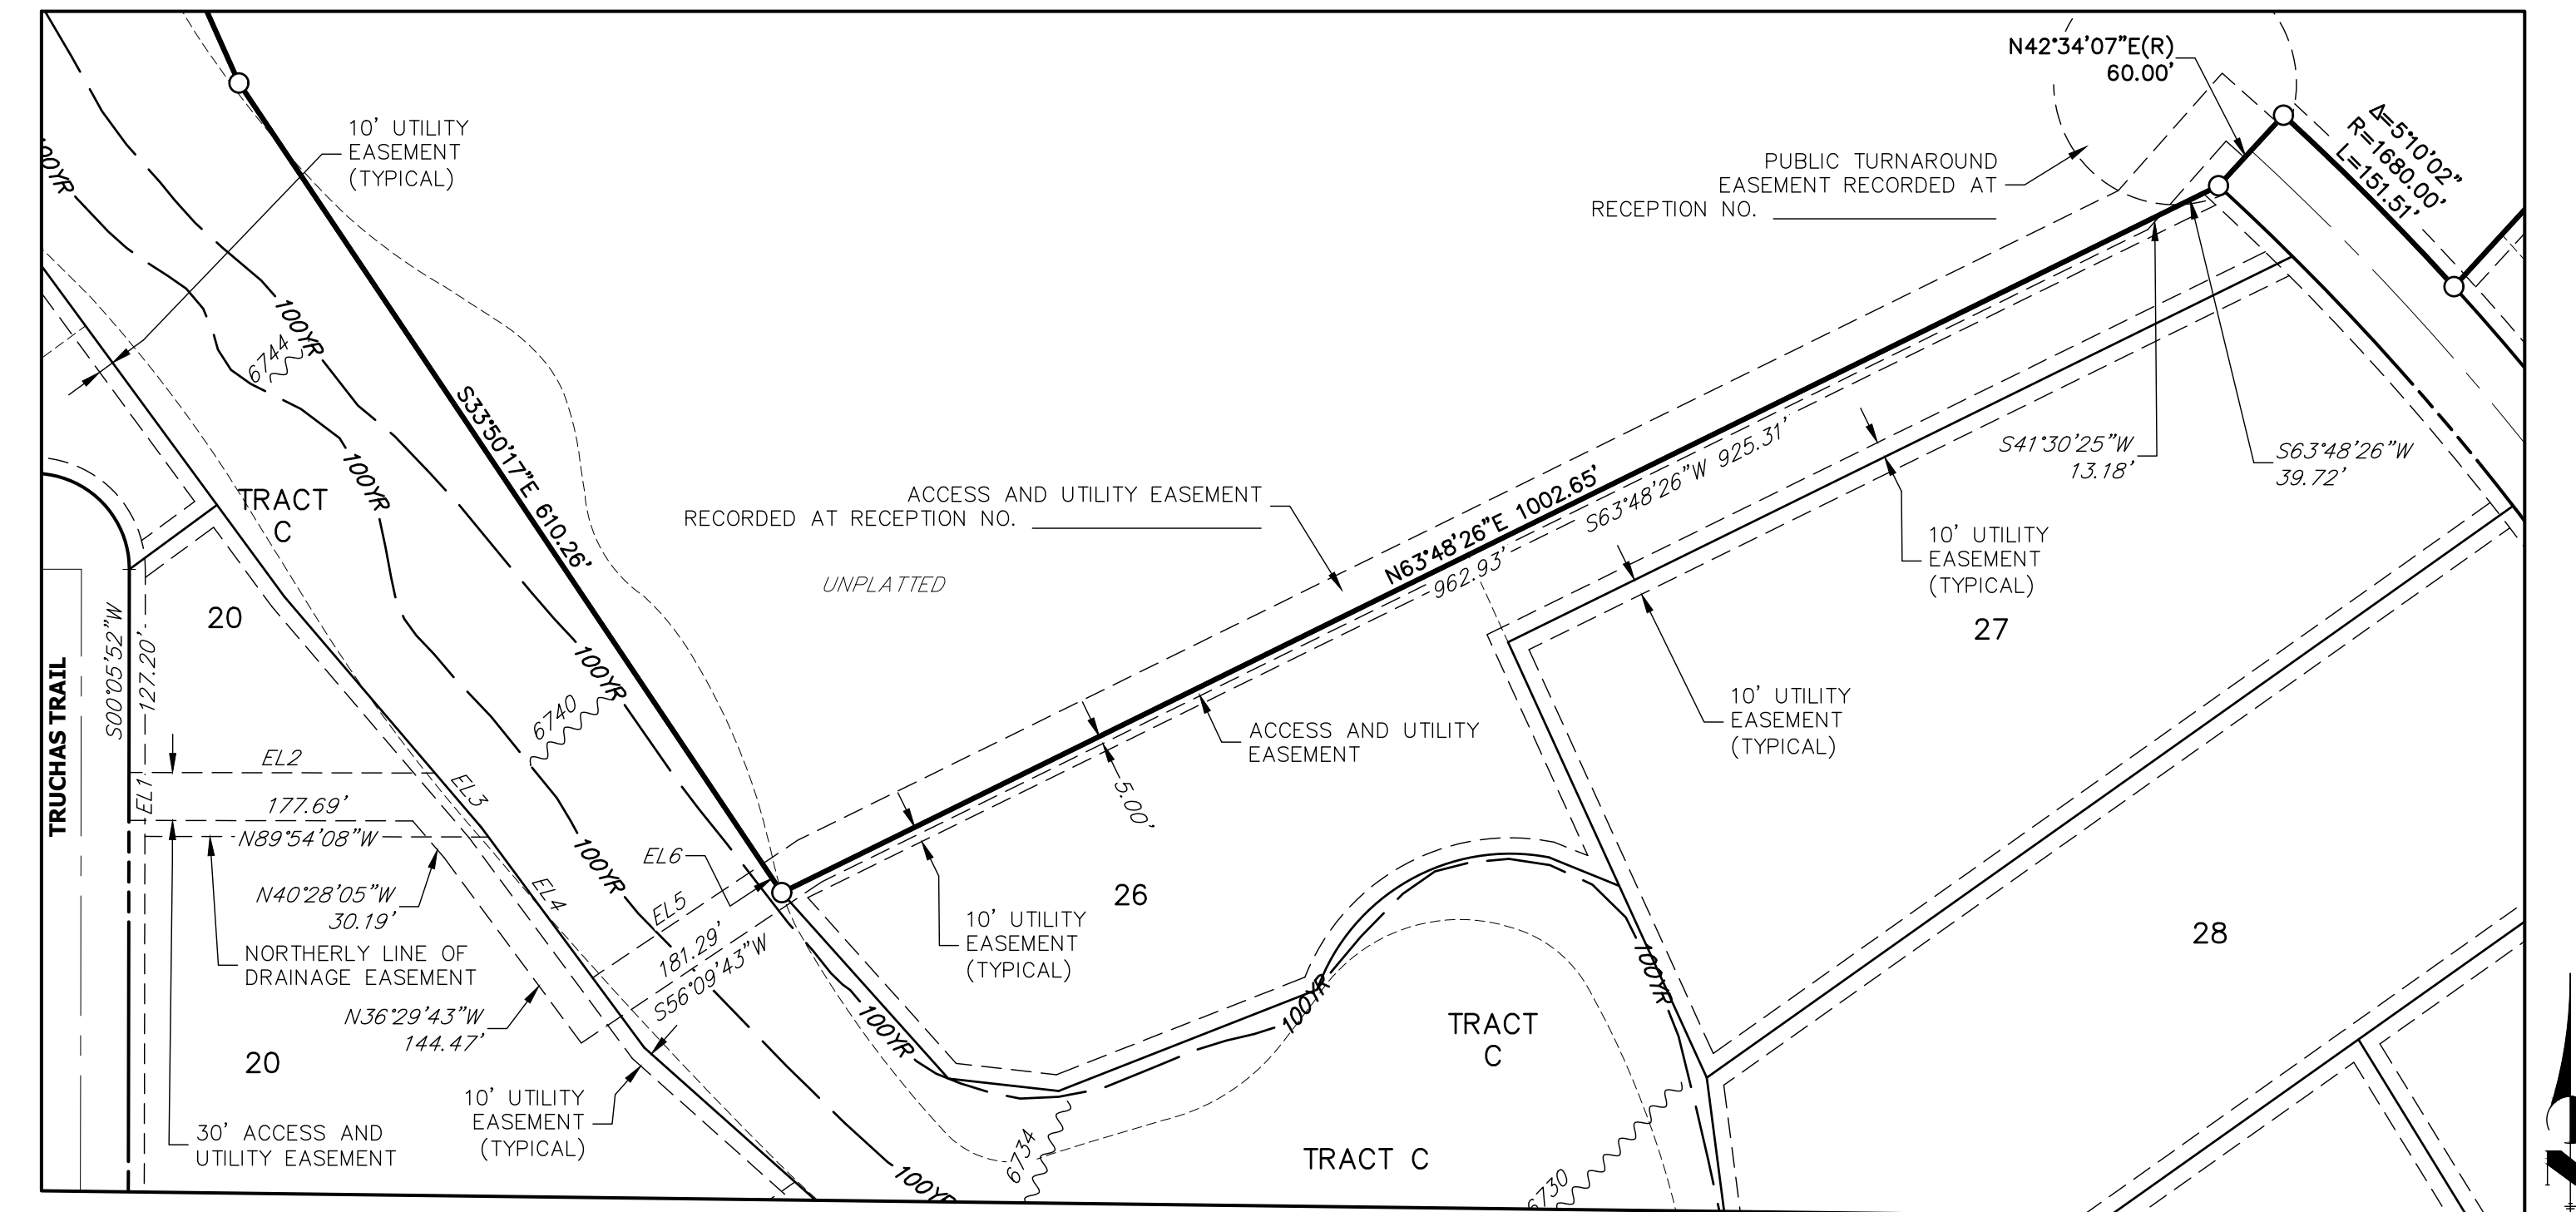 N42°34'07"E(R)
60.00'
Δ=5°10'02"
R=1680.00'
L=151.51'
10' UTILITY
EASEMENT
(TYPICAL)
PUBLIC TURNAROUND
EASEMENT RECORDED AT
RECEPTION NO.
100YR
100YR
6744
100YR
S33°50'17"E 610.26'
TRACT
C
ACCESS AND UTILITY EASEMENT
RECORDED AT RECEPTION NO.
N63°48'26"E 1002.65'
S63°48'26"W 925.31'
962.93'
S41°30'25"W
13.18'
S63°48'26"W
39.72'
10' UTILITY
EASEMENT
(TYPICAL)
UNPLATTED
20
27
TRUCHAS TRAIL
S00°05'52"W
127.20'
100YR
6740
10' UTILITY
EASEMENT
(TYPICAL)
ACCESS AND UTILITY
EASEMENT
5.00'
EL2
EL1
EL3
177.69'
N89°54'08"W
EL6
100YR
EL4
EL5
N40°28'05"W
30.19'
26
181.29'
S56°09'43"W
10' UTILITY
EASEMENT
(TYPICAL)
28
NORTHERLY LINE OF
DRAINAGE EASEMENT
N36°29'43"W
144.47'
100YR
100YR
100YR
TRACT
C
20
10' UTILITY
EASEMENT
(TYPICAL)
30' ACCESS AND
UTILITY EASEMENT
6734
TRACT C
6730
100YR
N